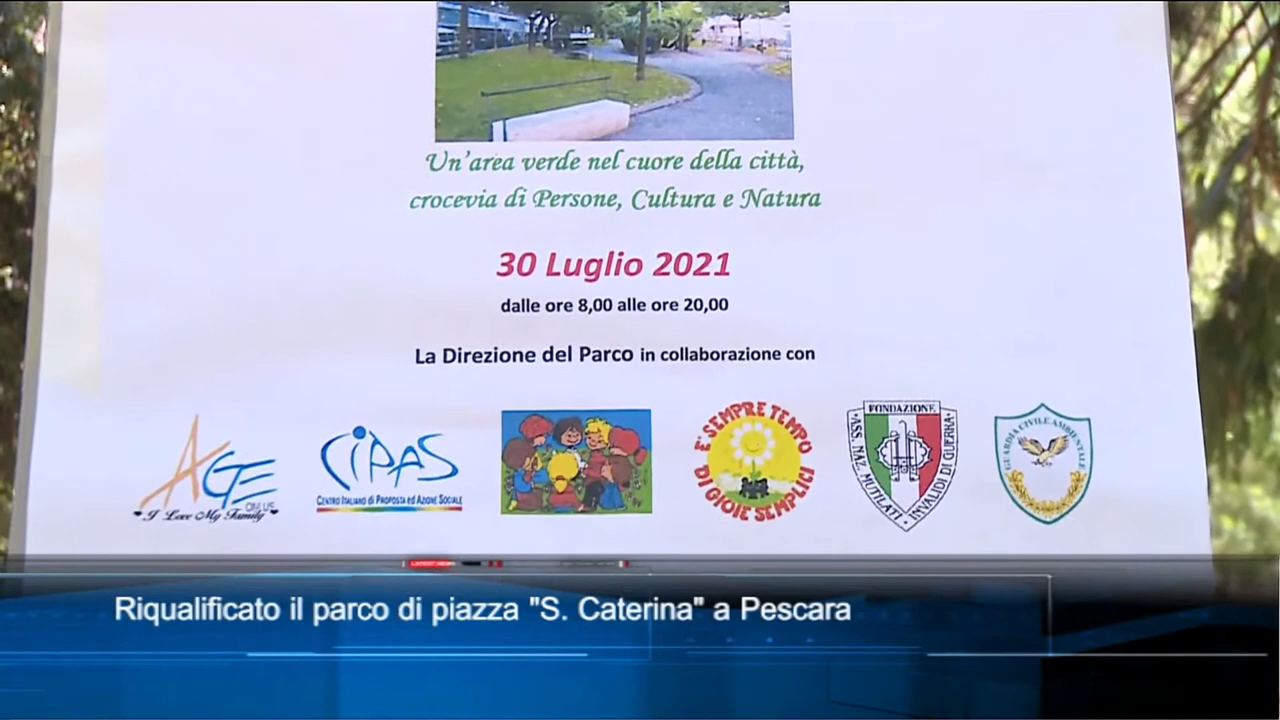 Un'area verde nel cuore della città,
crocevia di Persone, Cultura e Natura
30 Luglio 2021
dalle ore 8,00 alle ore 20,00
La Direzione del Parco in collaborazione con
AGE
ONLUS
I Love My Family
CIPAS
Centro Italiano di Proposta ed Azione Sociale
È SEMPRE TEMPO
DI GIOIE SEMPLICI
FONDAZIONE
ASS. NAZ. MUTILATI
INVALIDI DI GUERRA
GUARDIA CIVILE AMBIENTALE
LATEST NEWS
Riqualificato il parco di piazza "S. Caterina" a Pescara